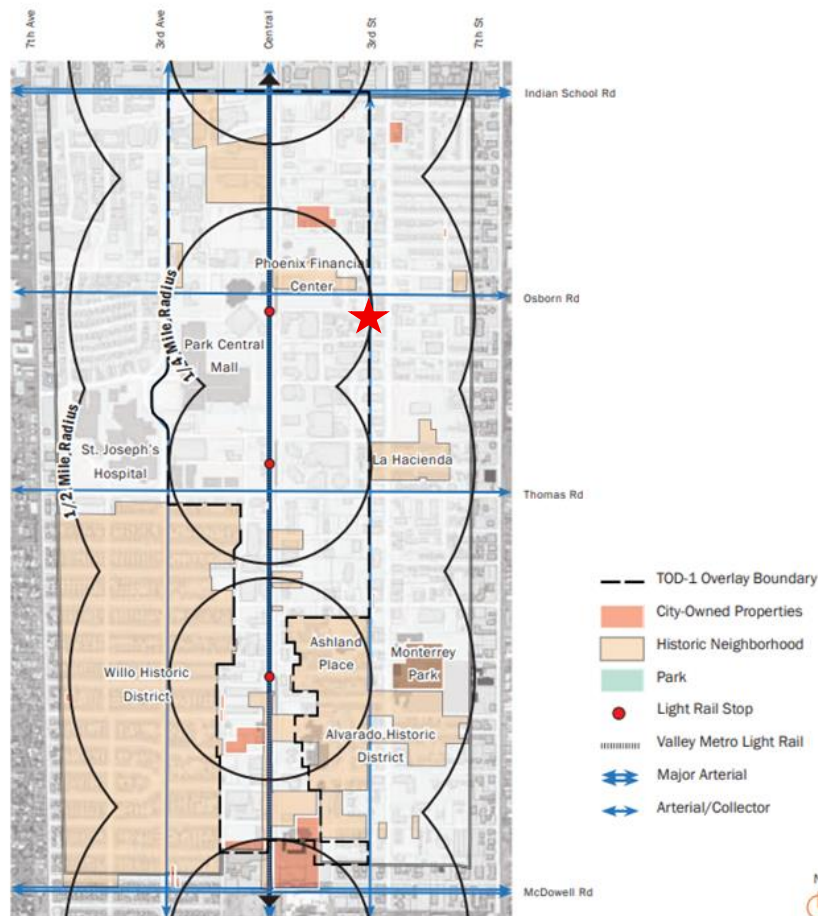 7th Ave
3rd Ave
Central
3rd St
7th St
Indian School Rd
Phoenix Financial
Center
Osborn Rd
1/4 Mile Radius
Park Central
Mall
1/2 Mile Radius
St. Joseph's
Hospital
La Hacienda
Thomas Rd
Ashland
Place
Monterrey
Park
Willo Historic
District
Alvarado Historic
District
McDowell Rd
TOD-1 Overlay Boundary
City-Owned Properties
Historic Neighborhood
Park
Light Rail Stop
Valley Metro Light Rail
Major Arterial
Arterial/Collector
N